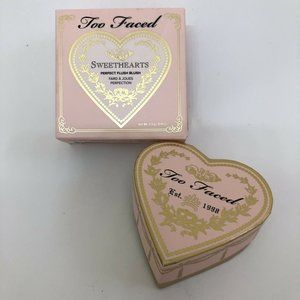 Too Faced
SWEETHEARTS
PERFECT FLUSH BLUSH
FARD À JOUES
PERFECTION
Too Faced
Est. 1998